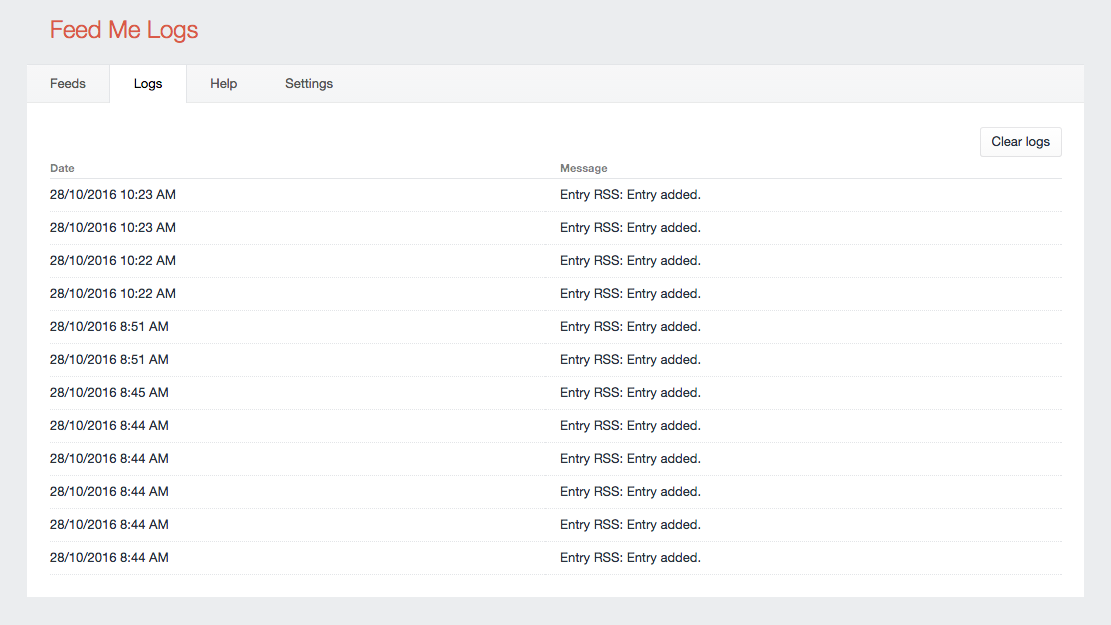 Feed Me Logs
Feeds Logs Help Settings
Clear logs
Date Message
28/10/2016 10:23 AM Entry RSS: Entry added.
28/10/2016 10:23 AM Entry RSS: Entry added.
28/10/2016 10:22 AM Entry RSS: Entry added.
28/10/2016 10:22 AM Entry RSS: Entry added.
28/10/2016 8:51 AM Entry RSS: Entry added.
28/10/2016 8:51 AM Entry RSS: Entry added.
28/10/2016 8:45 AM Entry RSS: Entry added.
28/10/2016 8:44 AM Entry RSS: Entry added.
28/10/2016 8:44 AM Entry RSS: Entry added.
28/10/2016 8:44 AM Entry RSS: Entry added.
28/10/2016 8:44 AM Entry RSS: Entry added.
28/10/2016 8:44 AM Entry RSS: Entry added.